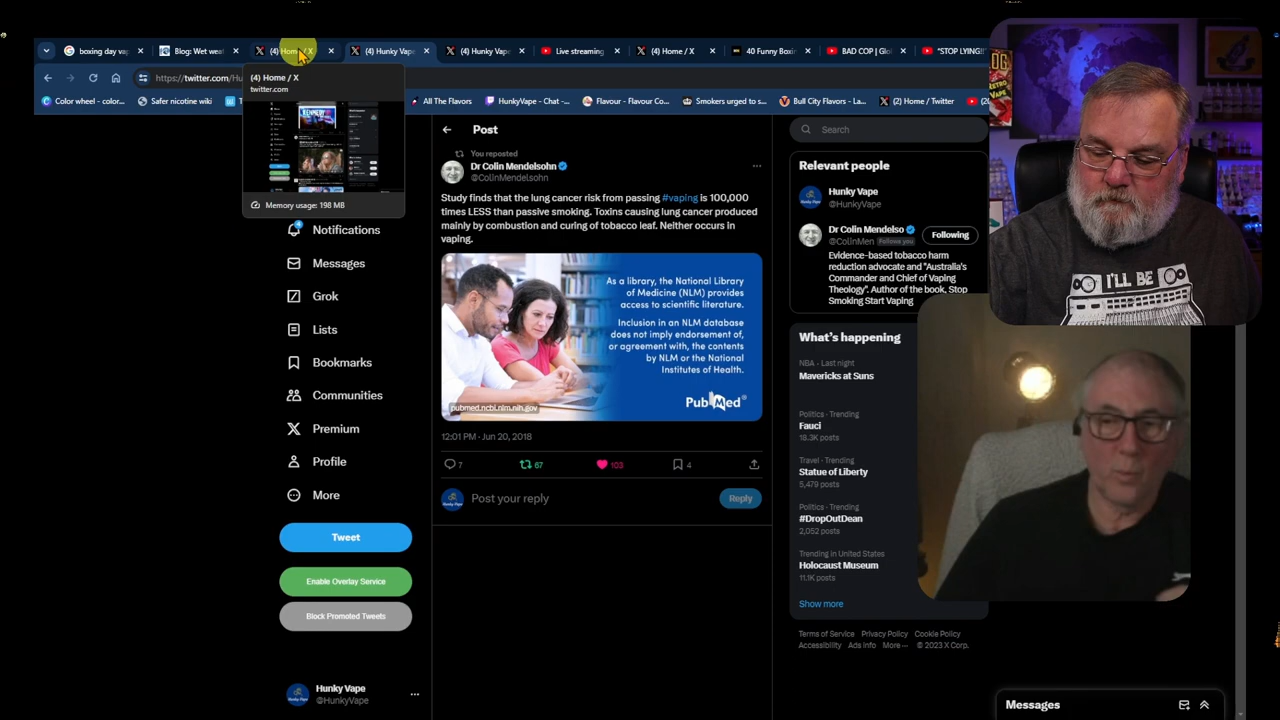 boxing day va
Blog: Wet wea
(4) Home / X
(4) Hunky Vape
(4) Hunky Vap
Live streaming
(4) Home / X
40 Funny Boxin
BAD COP | Glo
"STOP LYING!
https://twitter.com/Hu
Color wheel - color...
Safer nicotine wiki
All The Flavors
HunkyVape - Chat -...
Flavour - Flavour Co...
Smokers urged to s...
Bull City Flavors - La...
(2) Home / Twitter
(4) Home / X
twitter.com
Memory usage: 198 MB
Notifications
Messages
Grok
Lists
Bookmarks
Communities
Premium
Profile
More
Tweet
Enable Overlay Service
Block Promoted Tweets
Hunky Vape
@HunkyVape
Post
You reposted
Dr Colin Mendelsohn
@ColinMendelsohn
Study finds that the lung cancer risk from passing #vaping is 100,000
times LESS than passive smoking. Toxins causing lung cancer produced
mainly by combustion and curing of tobacco leaf. Neither occurs in
vaping.
As a library, the National Library
of Medicine (NLM) provides
access to scientific literature.
Inclusion in an NLM database
does not imply endorsement of,
or agreement with, the contents
by NLM or the National
Institutes of Health.
PubMed
pubmed.ncbi.nlm.nih.gov
12:01 PM · Jun 20, 2018
7
67
103
4
Post your reply
Reply
Search
Relevant people
Hunky Vape
@HunkyVape
Dr Colin Mendelso
@ColinMen Follows you
Following
Evidence-based tobacco harm
reduction advocate and "Australia's
Commander and Chief of Vaping
Theology". Author of the book, Stop
Smoking Start Vaping
What's happening
NBA · Last night
Mavericks at Suns
Politics · Trending
Fauci
18.3K posts
Travel · Trending
Statue of Liberty
5,479 posts
Politics · Trending
#DropOutDean
2,052 posts
Trending in United States
Holocaust Museum
11.1K posts
Show more
Terms of Service Privacy Policy Cookie Policy
Accessibility Ads info More ··· © 2023 X Corp.
Messages
I'LL BE